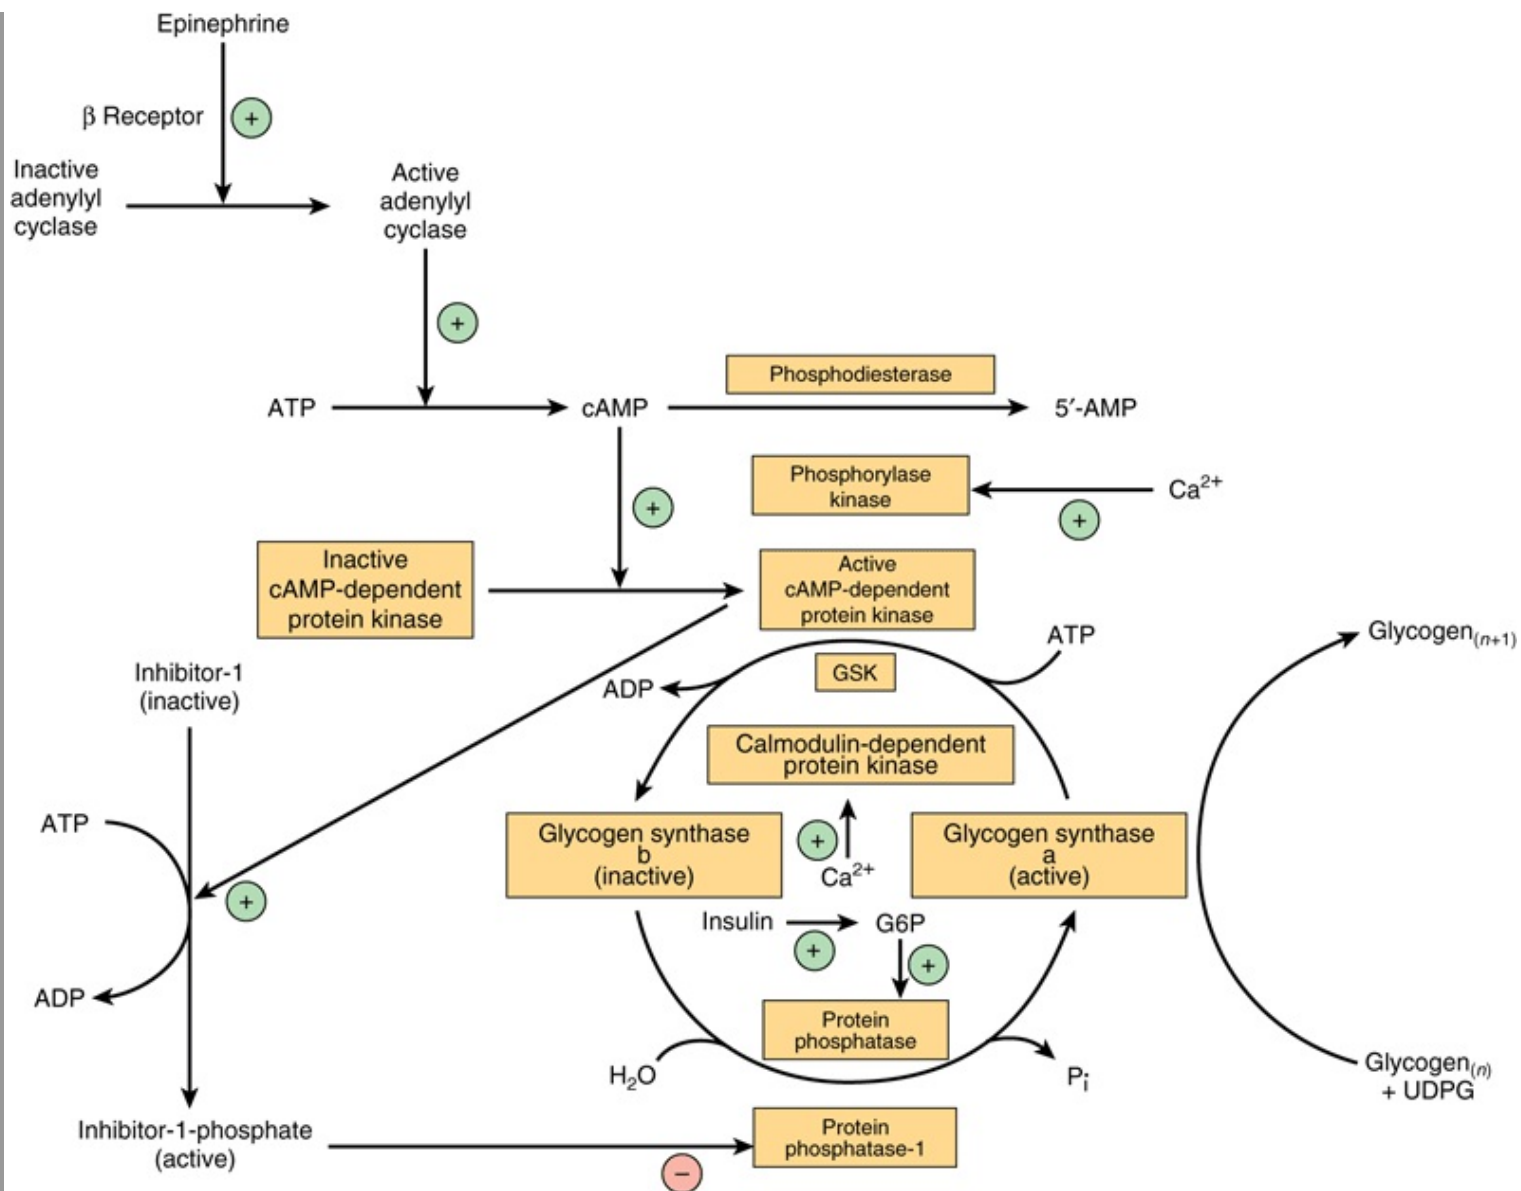 Epinephrine
β Receptor
+
Inactive
adenylyl
cyclase
Active
adenylyl
cyclase
+
Phosphodiesterase
ATP
cAMP
5′-AMP
Phosphorylase
kinase
Ca2+
+
+
Inactive
cAMP-dependent
protein kinase
Active
cAMP-dependent
protein kinase
ATP
Glycogen(n+1)
GSK
ADP
Inhibitor-1
(inactive)
Calmodulin-dependent
protein kinase
ATP
Glycogen synthase
b
(inactive)
+
Ca2+
Glycogen synthase
a
(active)
+
Insulin
G6P
+
+
ADP
Protein
phosphatase
H2O
Pi
Glycogen(n)
+ UDPG
Inhibitor-1-phosphate
(active)
Protein
phosphatase-1
−